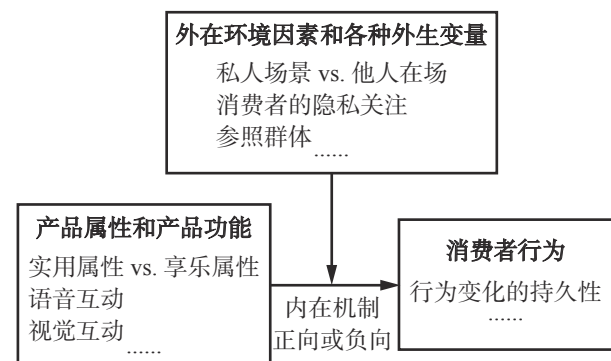 外在环境因素和各种外生变量
私人场景 vs. 他人在场
消费者的隐私关注
参照群体
......
产品属性和产品功能
实用属性 vs. 享乐属性
语音互动
视觉互动
......
内在机制
正向或负向
消费者行为
行为变化的持久性
......